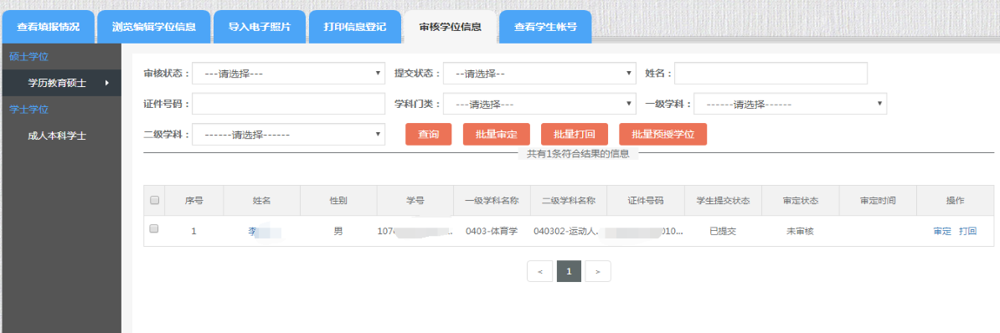 查看填报情况 浏览编辑学位信息 导入电子照片 打印信息登记 审核学位信息 查看学生帐号
硕士学位
学历教育硕士
学士学位
成人本科学士
审核状态： ---请选择--- 提交状态： --请选择-- 姓名：
证件号码： 学科门类： ---请选择--- 一级学科： ------请选择------
二级学科： ------请选择------ 查询 批量审定 批量打回 批量预授学位
共有1条符合结果的信息
序号 姓名 性别 学号 一级学科名称 二级学科名称 证件号码 学生提交状态 审定状态 审定时间 操作
1 李 男 107 ... 0403-体育学 040302-运动人... 010... 已提交 未审核 审定 打回
< 1 >